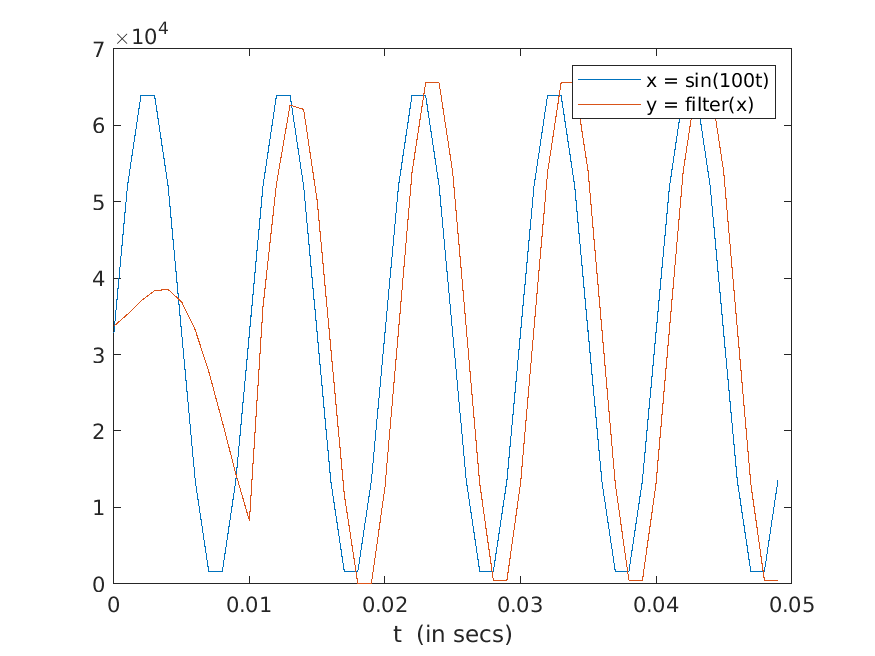 ×10⁴
7
6
5
4
3
2
1
0
x = sin(100t)
y = filter(x)
0 0.01 0.02 0.03 0.04 0.05
t (in secs)